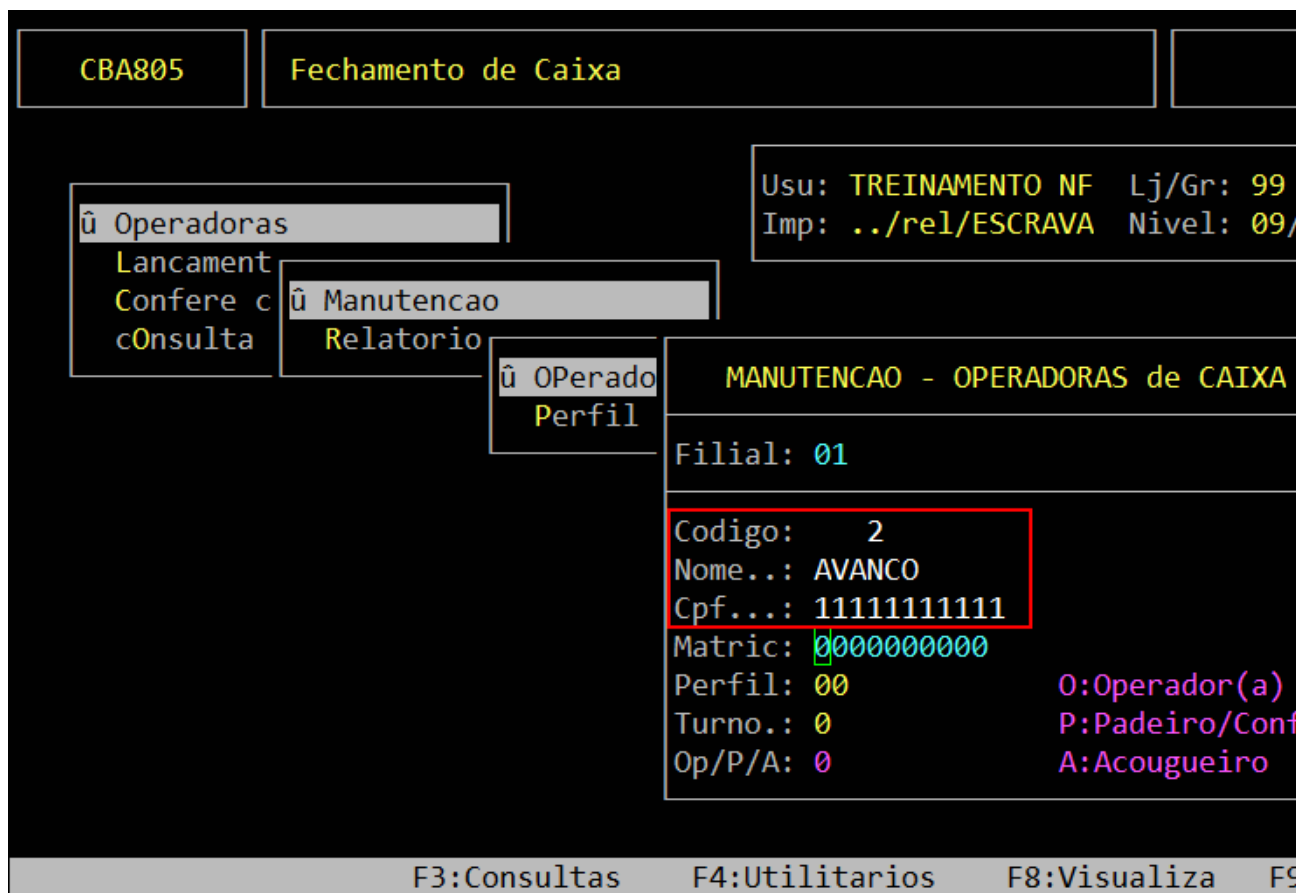 CBA805 Fechamento de Caixa
Usu: TREINAMENTO NF Lj/Gr: 99
Imp: ../rel/ESCRAVA Nivel: 09/
û Operadoras
Lancament
Confere c
cOnsulta
û Manutencao
Relatorio
û OPerado
Perfil
MANUTENCAO - OPERADORAS de CAIXA
Filial: 01
Codigo: 2
Nome..: AVANCO
Cpf...: 11111111111
Matric: 0000000000
Perfil: 00 O:Operador(a)
Turno.: 0 P:Padeiro/Conf
Op/P/A: 0 A:Acougueiro
F3:Consultas F4:Utilitarios F8:Visualiza F9